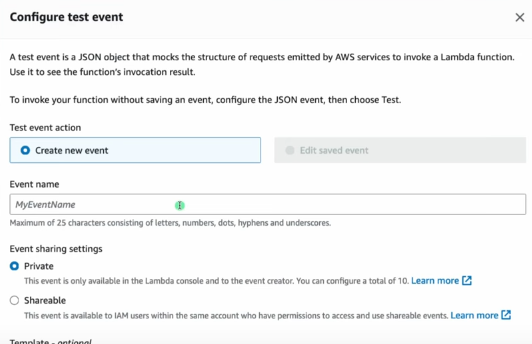 Configure test event
A test event is a JSON object that mocks the structure of requests emitted by AWS services to invoke a Lambda function.
Use it to see the function's invocation result.
To invoke your function without saving an event, configure the JSON event, then choose Test.
Test event action
Create new event
Edit saved event
Event name
MyEventName
Maximum of 25 characters consisting of letters, numbers, dots, hyphens and underscores.
Event sharing settings
Private
This event is only available in the Lambda console and to the event creator. You can configure a total of 10. Learn more
Shareable
This event is available to IAM users within the same account who have permissions to access and use shareable events. Learn more
Template - optional